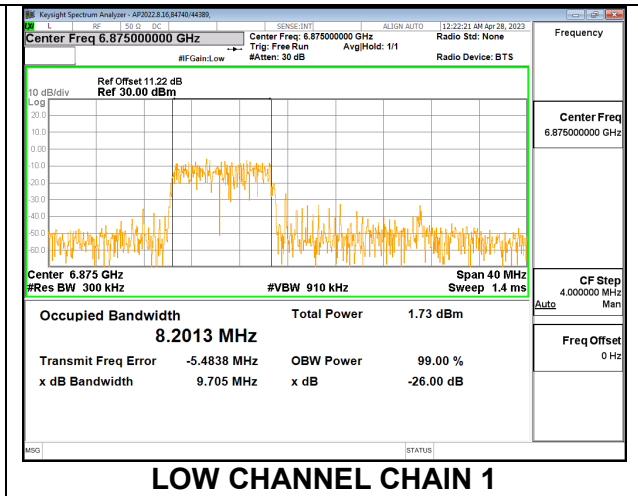 Keysight Spectrum Analyzer - AP2022.8.16,84740/44389,
L RF 50 Ω DC SENSE:INT ALIGN AUTO 12:22:21 AM Apr 28, 2023
Center Freq 6.875000000 GHz Center Freq: 6.875000000 GHz Radio Std: None Frequency
Trig: Free Run Avg|Hold: 1/1
#IFGain:Low #Atten: 30 dB Radio Device: BTS
Ref Offset 11.22 dB
10 dB/div Ref 30.00 dBm
Log
20.0
10.0
0.00
-10.0
-20.0
-30.0
-40.0
-50.0
-60.0
Center Freq
6.875000000 GHz
Center 6.875 GHz Span 40 MHz
#Res BW 300 kHz #VBW 910 kHz Sweep 1.4 ms
CF Step
4.000000 MHz
Auto Man
Occupied Bandwidth Total Power 1.73 dBm
8.2013 MHz
Transmit Freq Error -5.4838 MHz OBW Power 99.00 %
x dB Bandwidth 9.705 MHz x dB -26.00 dB
Freq Offset
0 Hz
MSG STATUS
LOW CHANNEL CHAIN 1